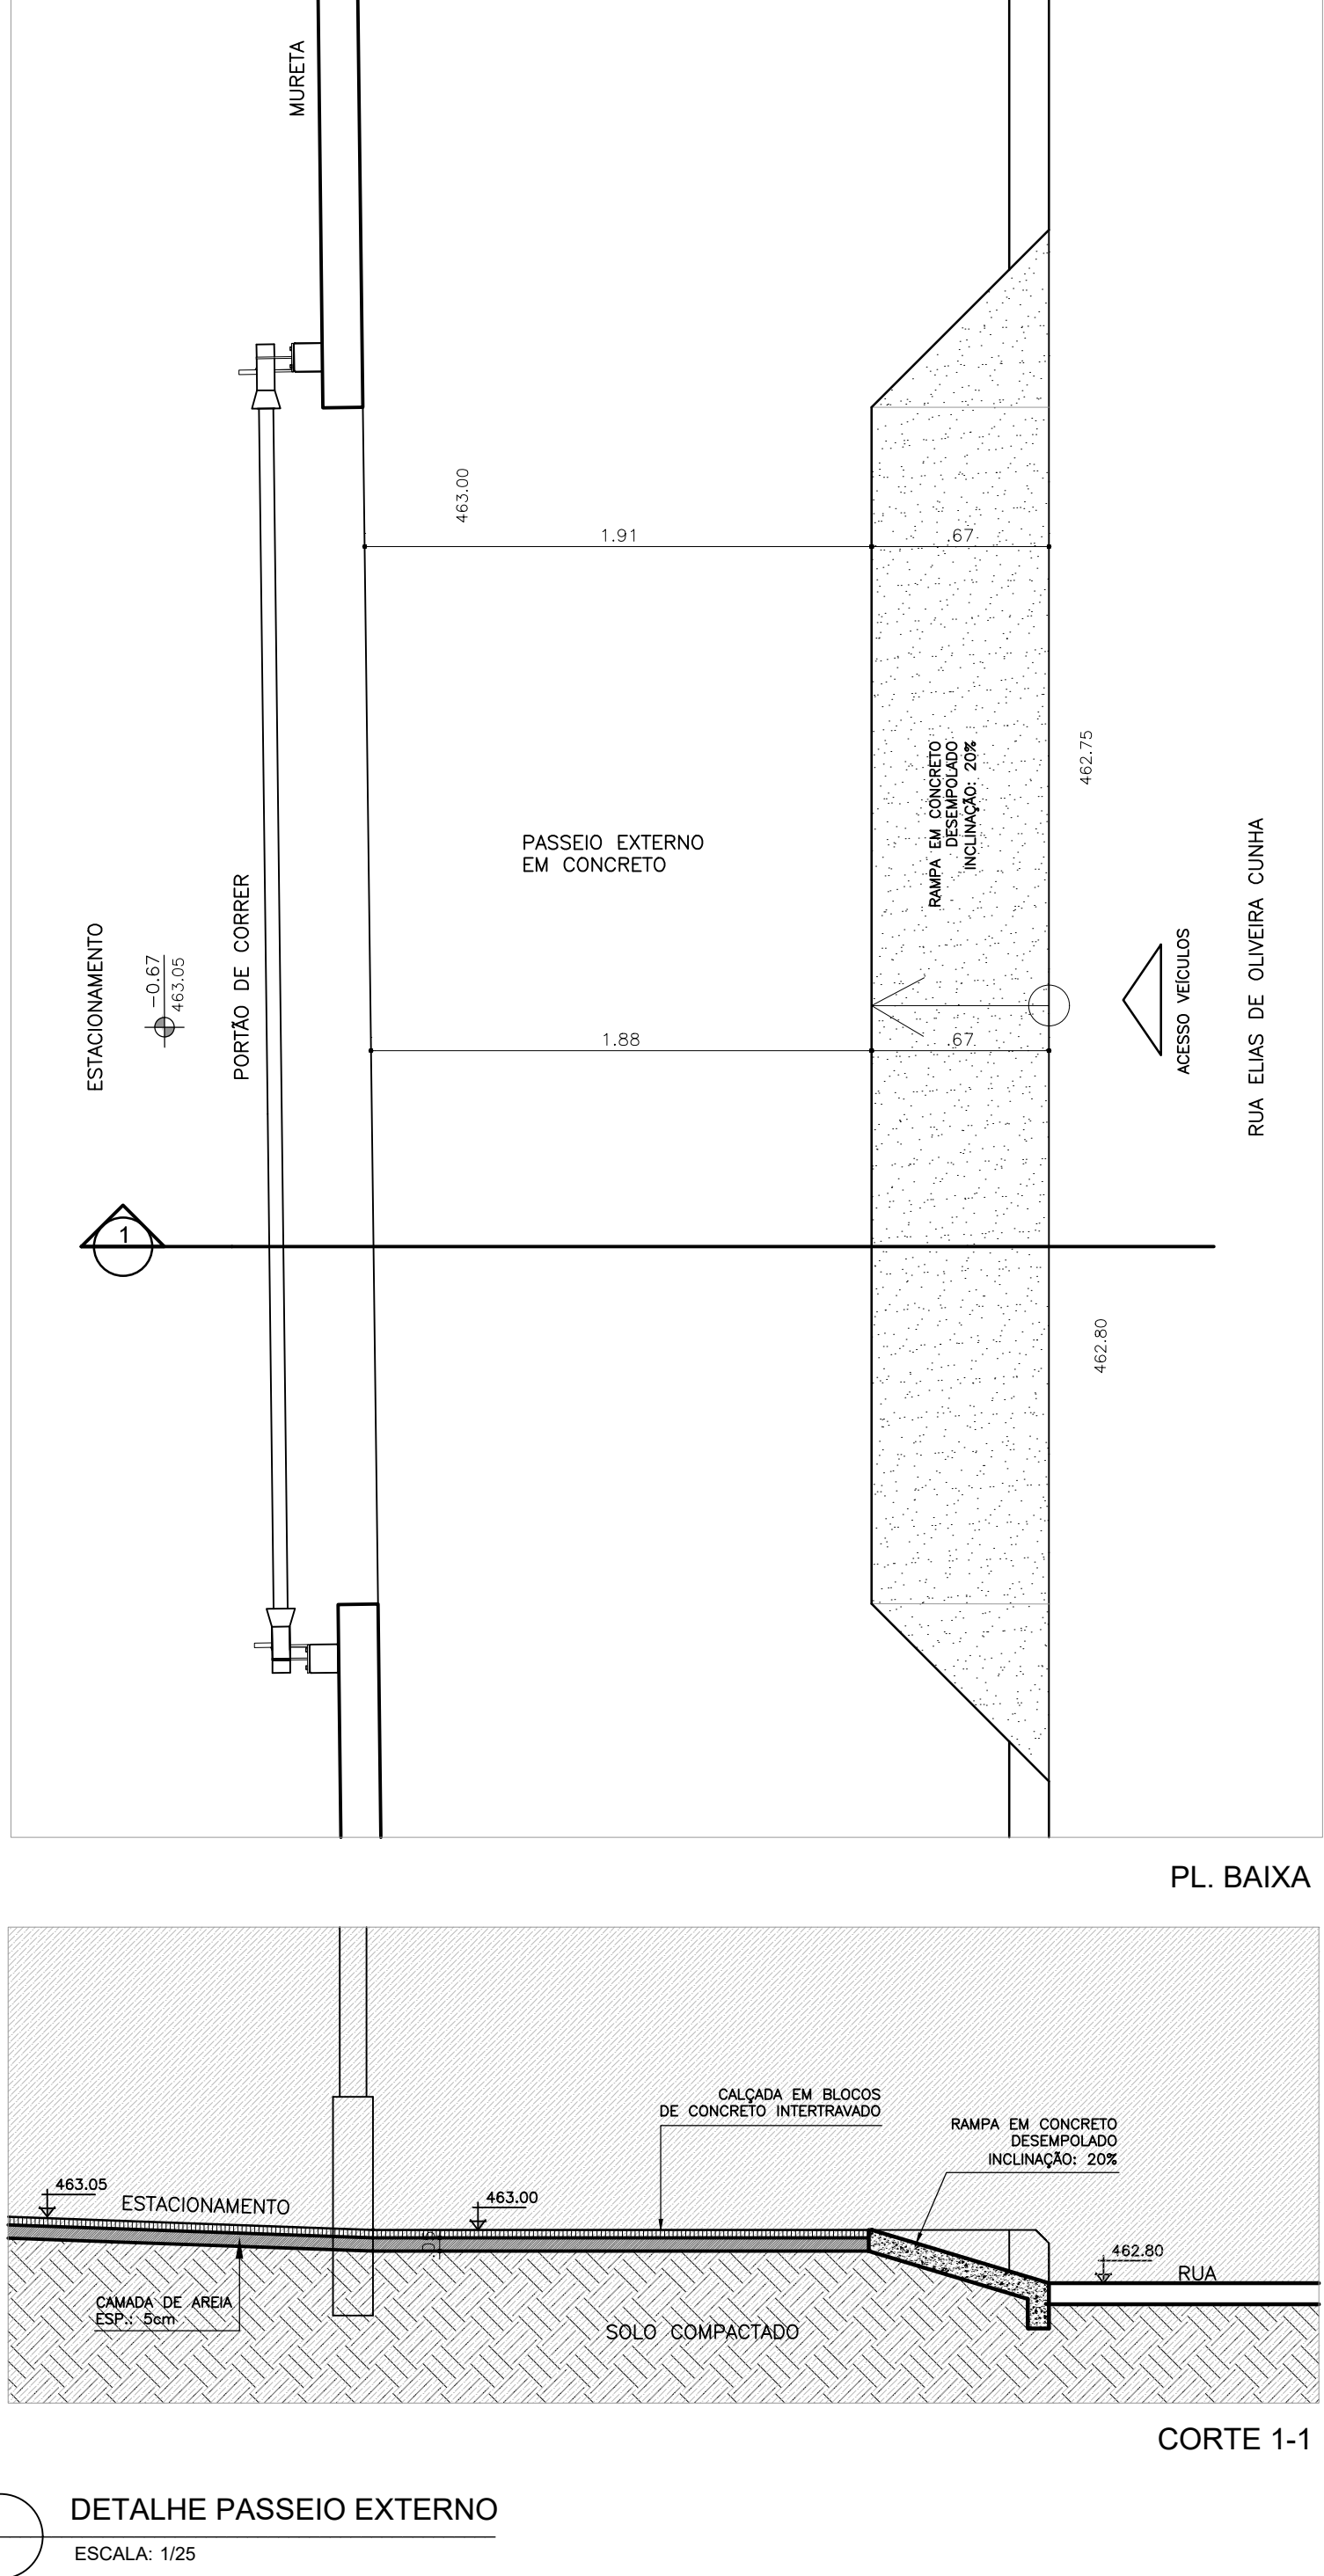 MURETA
463.00
1.91
.67
RAMPA EM CONCRETO
DESEMPOLADO
INCLINAÇÃO: 20%
462.75
PASSEIO EXTERNO
EM CONCRETO
ESTACIONAMENTO
-0.67
463.05
PORTÃO DE CORRER
ACESSO VEÍCULOS
RUA ELIAS DE OLIVEIRA CUNHA
1.88
.67
1
462.80
PL. BAIXA
CALÇADA EM BLOCOS
DE CONCRETO INTERTRAVADO
RAMPA EM CONCRETO
DESEMPOLADO
INCLINAÇÃO: 20%
463.05
ESTACIONAMENTO
463.00
.05
462.80
RUA
CAMADA DE AREIA
ESP.: 5cm
SOLO COMPACTADO
CORTE 1-1
DETALHE PASSEIO EXTERNO
ESCALA: 1/25